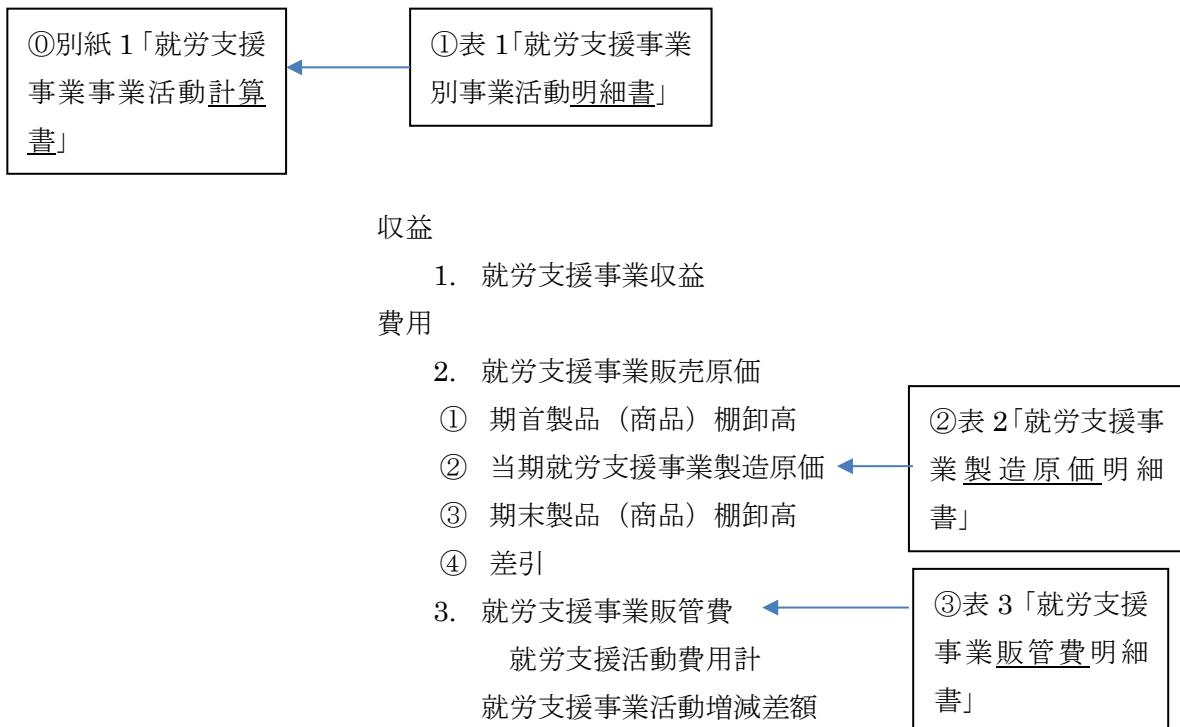 ⓪別紙 1「就労支援
事業事業活動計算
書」
①表 1「就労支援事業
別事業活動明細書」
収益
1. 就労支援事業収益
費用
2. 就労支援事業販売原価
① 期首製品（商品）棚卸高
② 当期就労支援事業製造原価
③ 期末製品（商品）棚卸高
④ 差引
3. 就労支援事業販管費
就労支援活動費用計
就労支援事業活動増減差額
②表 2「就労支援事
業製造原価明細
書」
③表 3「就労支援
事業販管費明細
書」